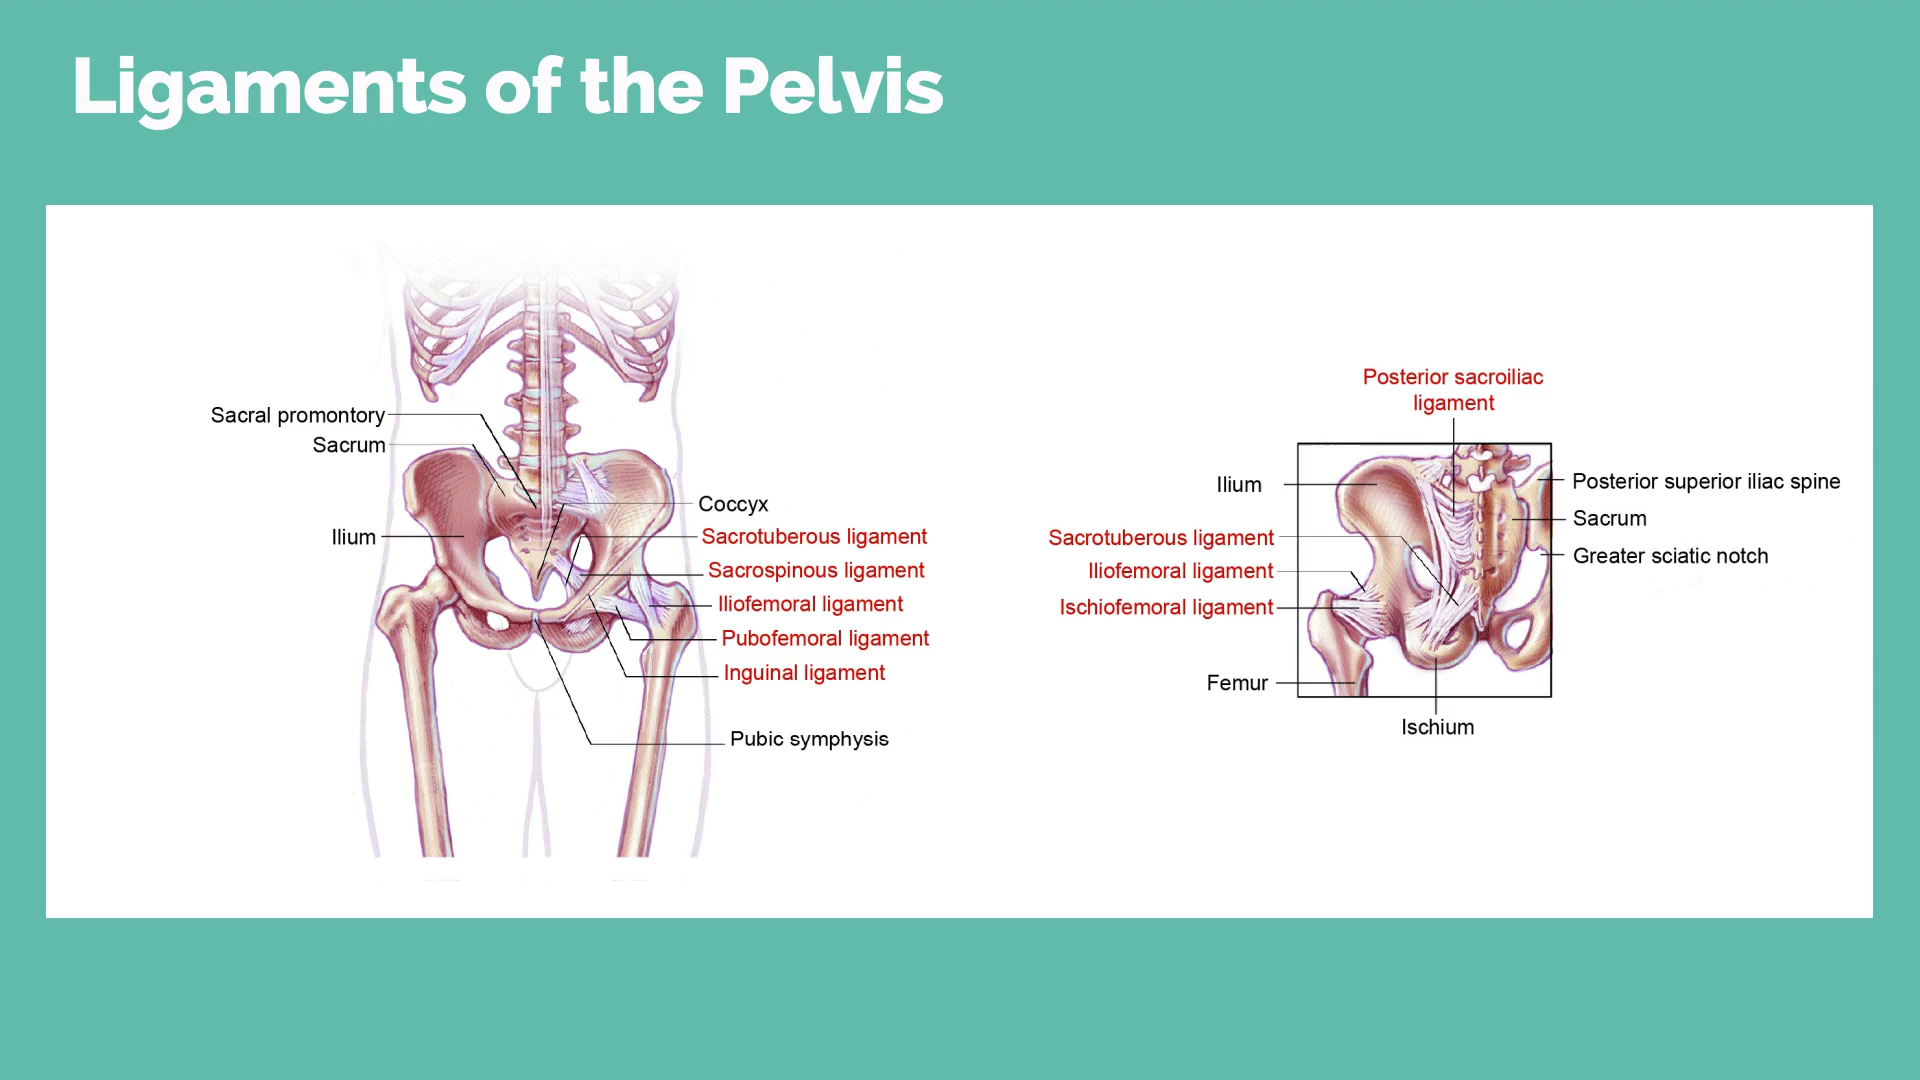 Ligaments of the Pelvis
Sacral promontory
Sacrum
Ilium
Coccyx
Sacrotuberous ligament
Sacrospinous ligament
Iliofemoral ligament
Pubofemoral ligament
Inguinal ligament
Pubic symphysis
Posterior sacroiliac
ligament
Ilium
Sacrotuberous ligament
Iliofemoral ligament
Ischiofemoral ligament
Femur
Ischium
Posterior superior iliac spine
Sacrum
Greater sciatic notch